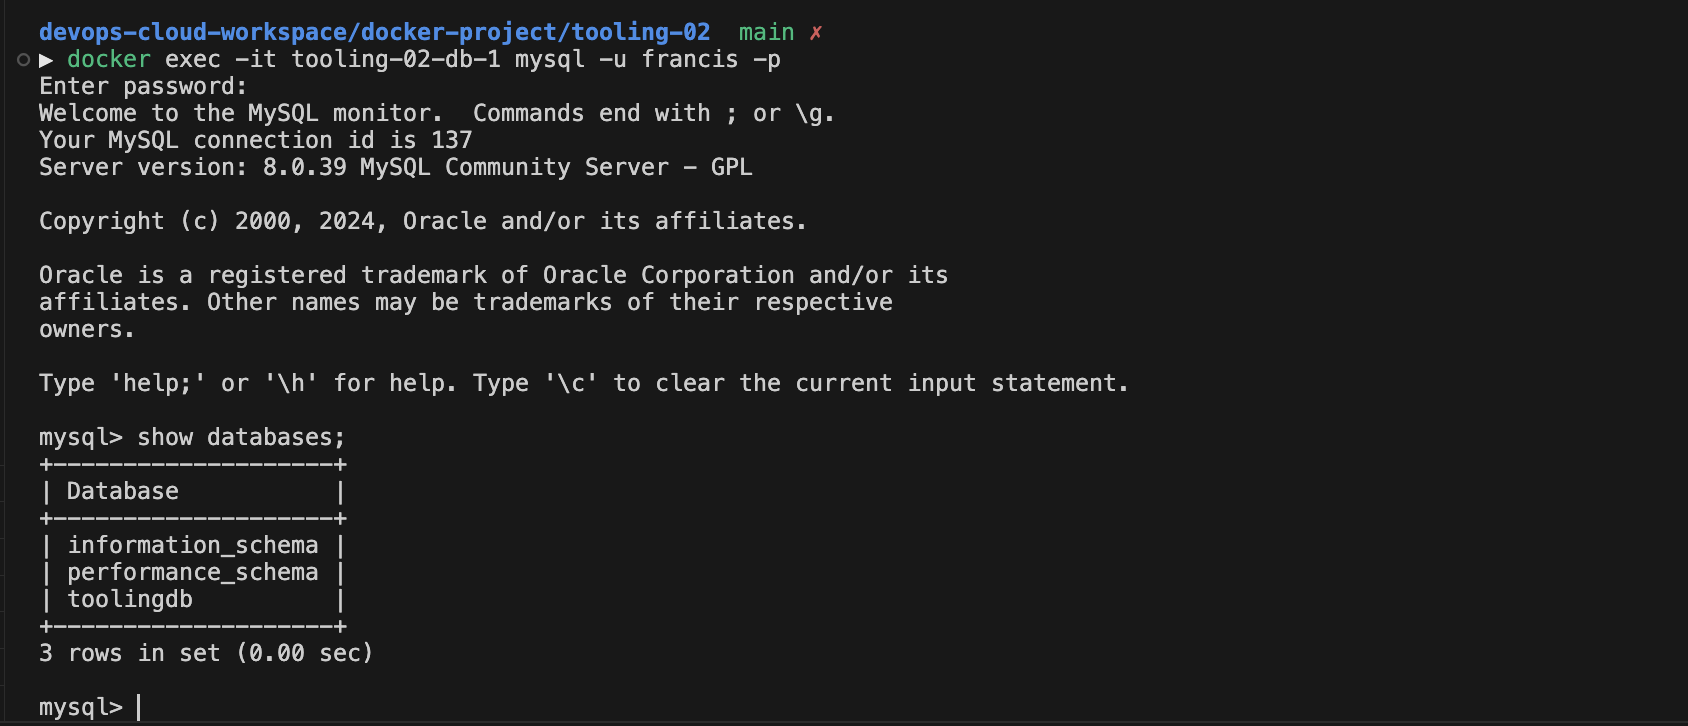 devops-cloud-workspace/docker-project/tooling-02  main ✗
▶ docker exec -it tooling-02-db-1 mysql -u francis -p
Enter password:
Welcome to the MySQL monitor.  Commands end with ; or \g.
Your MySQL connection id is 137
Server version: 8.0.39 MySQL Community Server - GPL

Copyright (c) 2000, 2024, Oracle and/or its affiliates.

Oracle is a registered trademark of Oracle Corporation and/or its
affiliates. Other names may be trademarks of their respective
owners.

Type 'help;' or '\h' for help. Type '\c' to clear the current input statement.

mysql> show databases;
+--------------------+
| Database           |
+--------------------+
| information_schema |
| performance_schema |
| toolingdb          |
+--------------------+
3 rows in set (0.00 sec)

mysql>